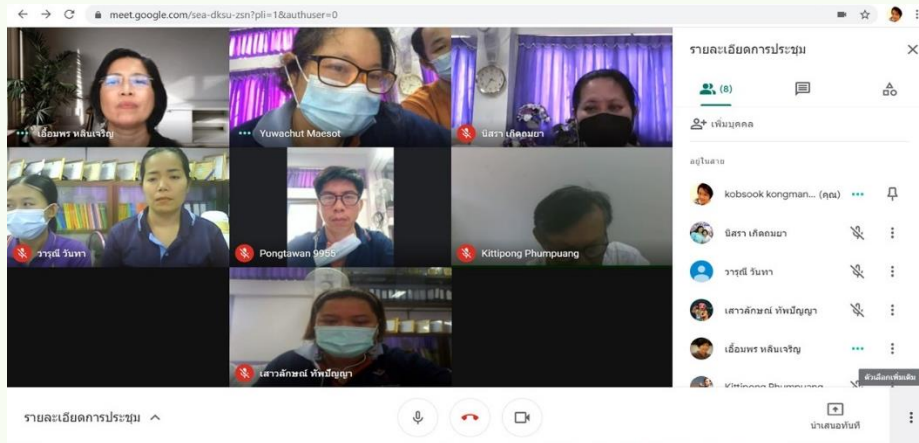 meet.google.com/sea-dksu-zsn?pli=1&authuser=0
เอื้อมพร หลินเจริญ
Yuwachut Maesot
นิสรา เกิดถมยา
วารุณี วันทา
Pongtawan 9955
Kittipong Phumpuang
เสาวลักษณ์ ทัพปัญญา
รายละเอียดการประชุม
(8)
เพิ่มบุคคล
อยู่ในสาย
kobsook kongman... (คุณ)
นิสรา เกิดถมยา
วารุณี วันทา
เสาวลักษณ์ ทัพปัญญา
เอื้อมพร หลินเจริญ
Kittipong Phumpuang
ตัวเลือกเพิ่มเติม
รายละเอียดการประชุม
นำเสนอทันที